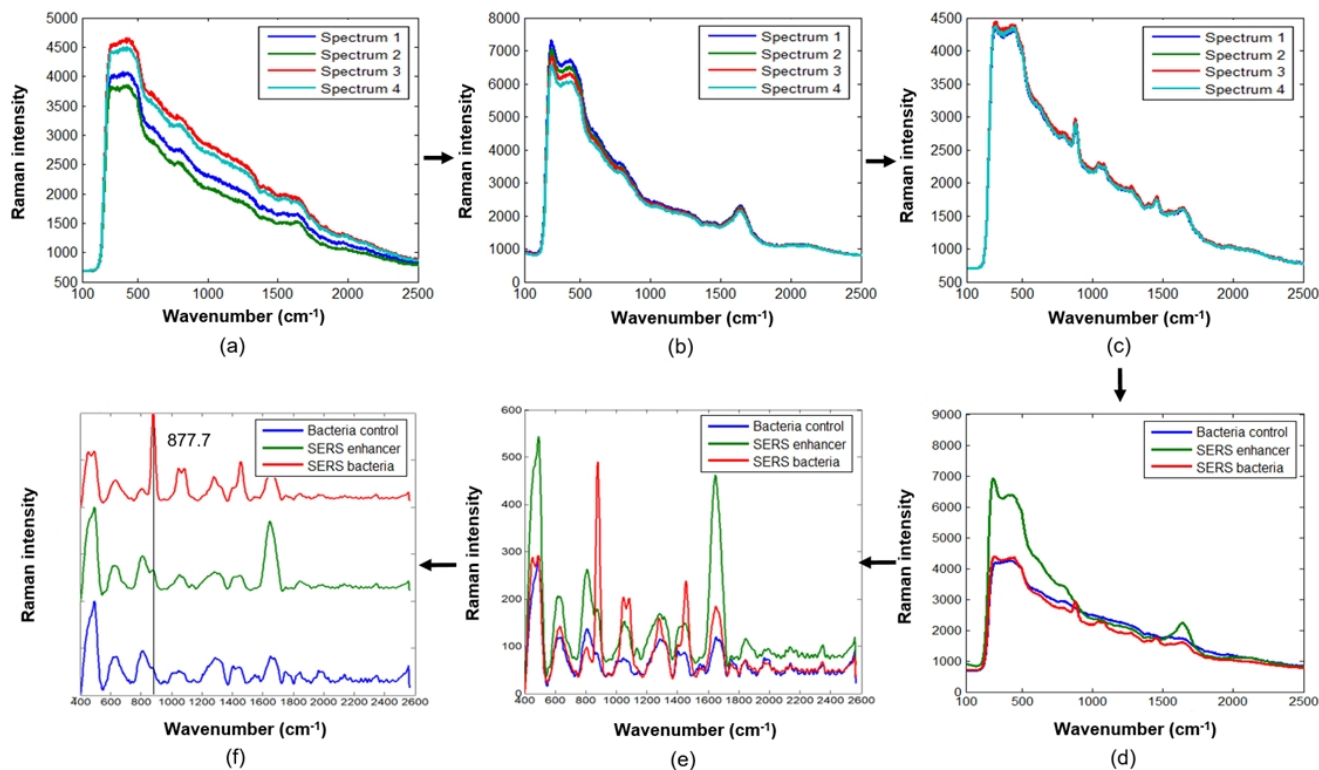 5000
4500
4000
3500
3000
2500
2000
1500
1000
500
100 500 1000 1500 2000 2500
Raman intensity
Wavenumber (cm-1)
Spectrum 1
Spectrum 2
Spectrum 3
Spectrum 4
(a)
8000
7000
6000
5000
4000
3000
2000
1000
0
100 500 1000 1500 2000 2500
Raman intensity
Wavenumber (cm-1)
Spectrum 1
Spectrum 2
Spectrum 3
Spectrum 4
(b)
4500
4000
3500
3000
2500
2000
1500
1000
500
100 500 1000 1500 2000 2500
Raman intensity
Wavenumber (cm-1)
Spectrum 1
Spectrum 2
Spectrum 3
Spectrum 4
(c)
Raman intensity
877.7
Bacteria control
SERS enhancer
SERS bacteria
400 600 800 1000 1200 1400 1600 1800 2000 2200 2400 2600
Wavenumber (cm-1)
(f)
600
500
400
300
200
100
0
400 600 800 1000 1200 1400 1600 1800 2000 2200 2400 2600
Raman intensity
Wavenumber (cm-1)
Bacteria control
SERS enhancer
SERS bacteria
(e)
9000
8000
7000
6000
5000
4000
3000
2000
1000
0
100 500 1000 1500 2000 2500
Raman intensity
Wavenumber (cm-1)
Bacteria control
SERS enhancer
SERS bacteria
(d)